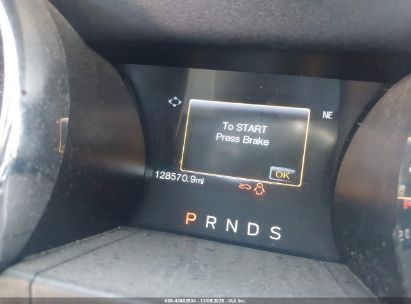 To START
Press Brake
NE
OK
128570.9mi
P R N D S